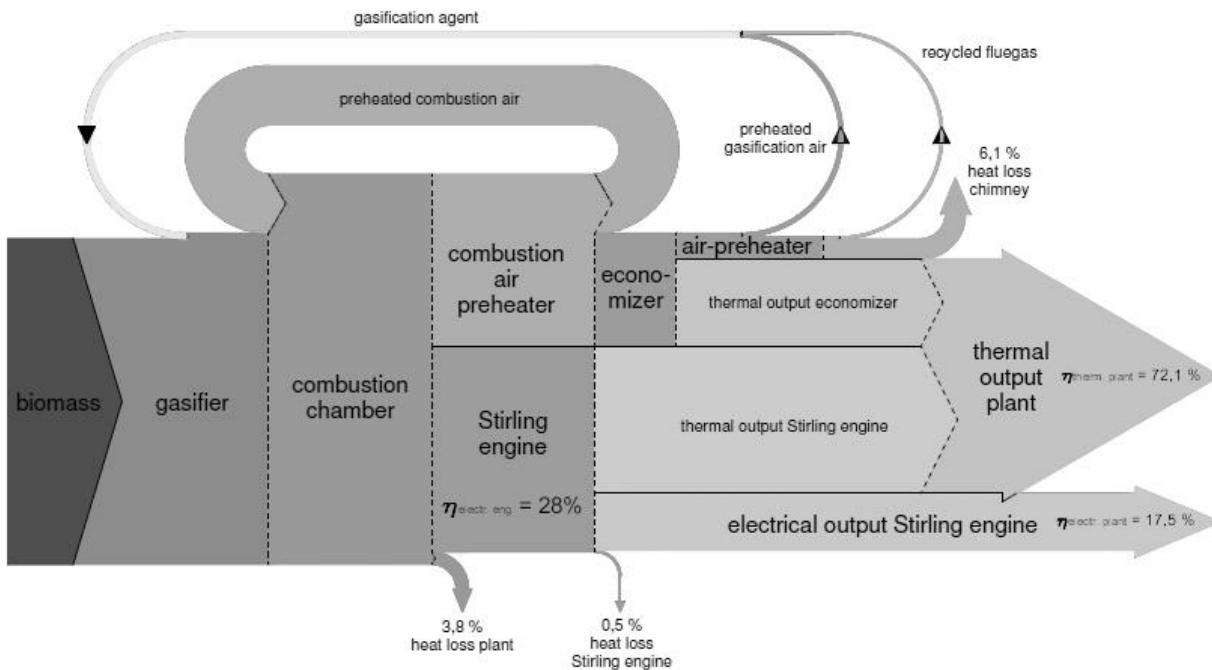 gasification agent
recycled fluegas
preheated combustion air
preheated
gasification air
6,1 %
heat loss
chimney
air-preheater
combustion
air
preheater
econo-
mizer
thermal output economizer
biomass
gasifier
combustion
chamber
Stirling
engine
ηelectr. eng. = 28%
thermal output Stirling engine
thermal
output
plant
ηtherm. plant = 72,1 %
electrical output Stirling engine
ηelectr. plant = 17,5 %
3,8 %
heat loss plant
0,5 %
heat loss
Stirling engine